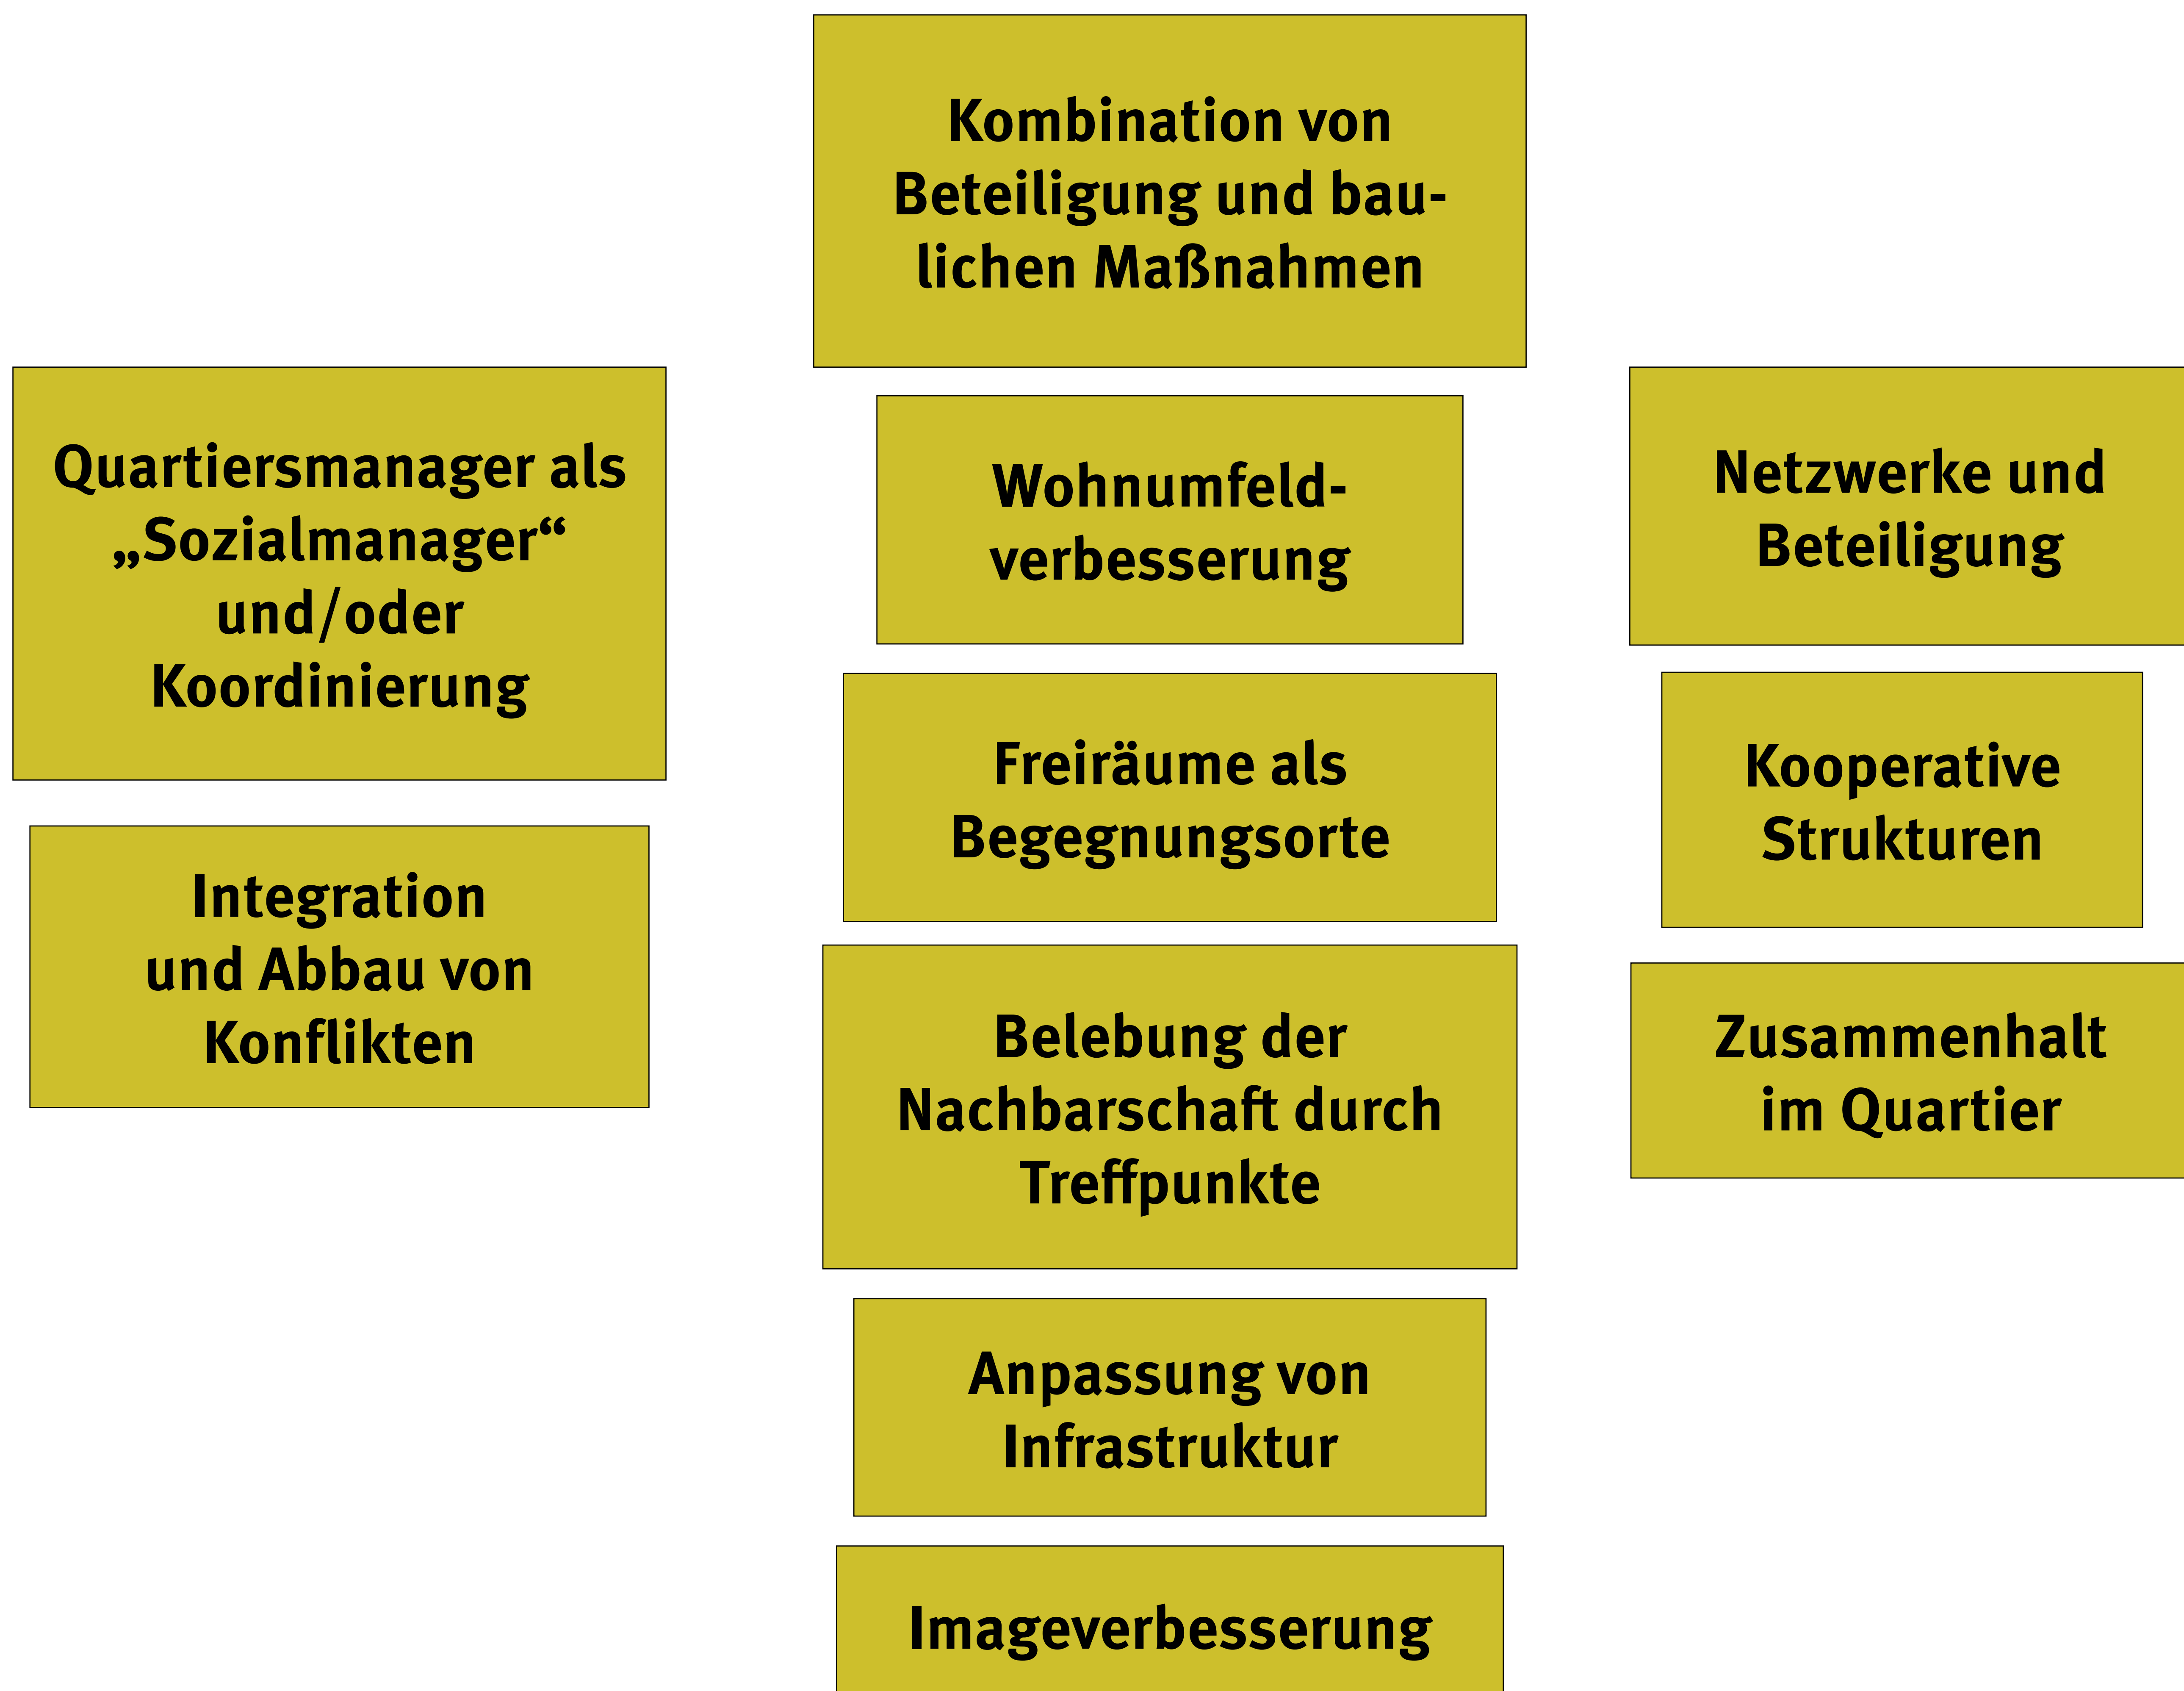 Kombination von
Beteiligung und bau-
lichen Maßnahmen
Quartiersmanager als
„Sozialmanager“
und/oder
Koordinierung
Integration
und Abbau von
Konflikten
Wohnumfeld-
verbesserung
Freiräume als
Begegnungsorte
Belebung der
Nachbarschaft durch
Treffpunkte
Anpassung von
Infrastruktur
Imageverbesserung
Netzwerke und
Beteiligung
Kooperative
Strukturen
Zusammenhalt
im Quartier